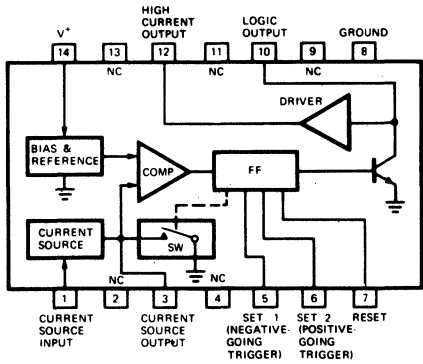 HIGH CURRENT OUTPUT
LOGIC OUTPUT
GROUND
V+
14
13
12
11
10
9
8
NC
NC
NC
DRIVER
BIAS & REFERENCE
COMP
FF
CURRENT SOURCE
SW
NC
NC
1
2
3
4
5
6
7
CURRENT SOURCE INPUT
CURRENT SOURCE OUTPUT
SET 1 (NEGATIVE-GOING TRIGGER)
SET 2 (POSITIVE-GOING TRIGGER)
RESET